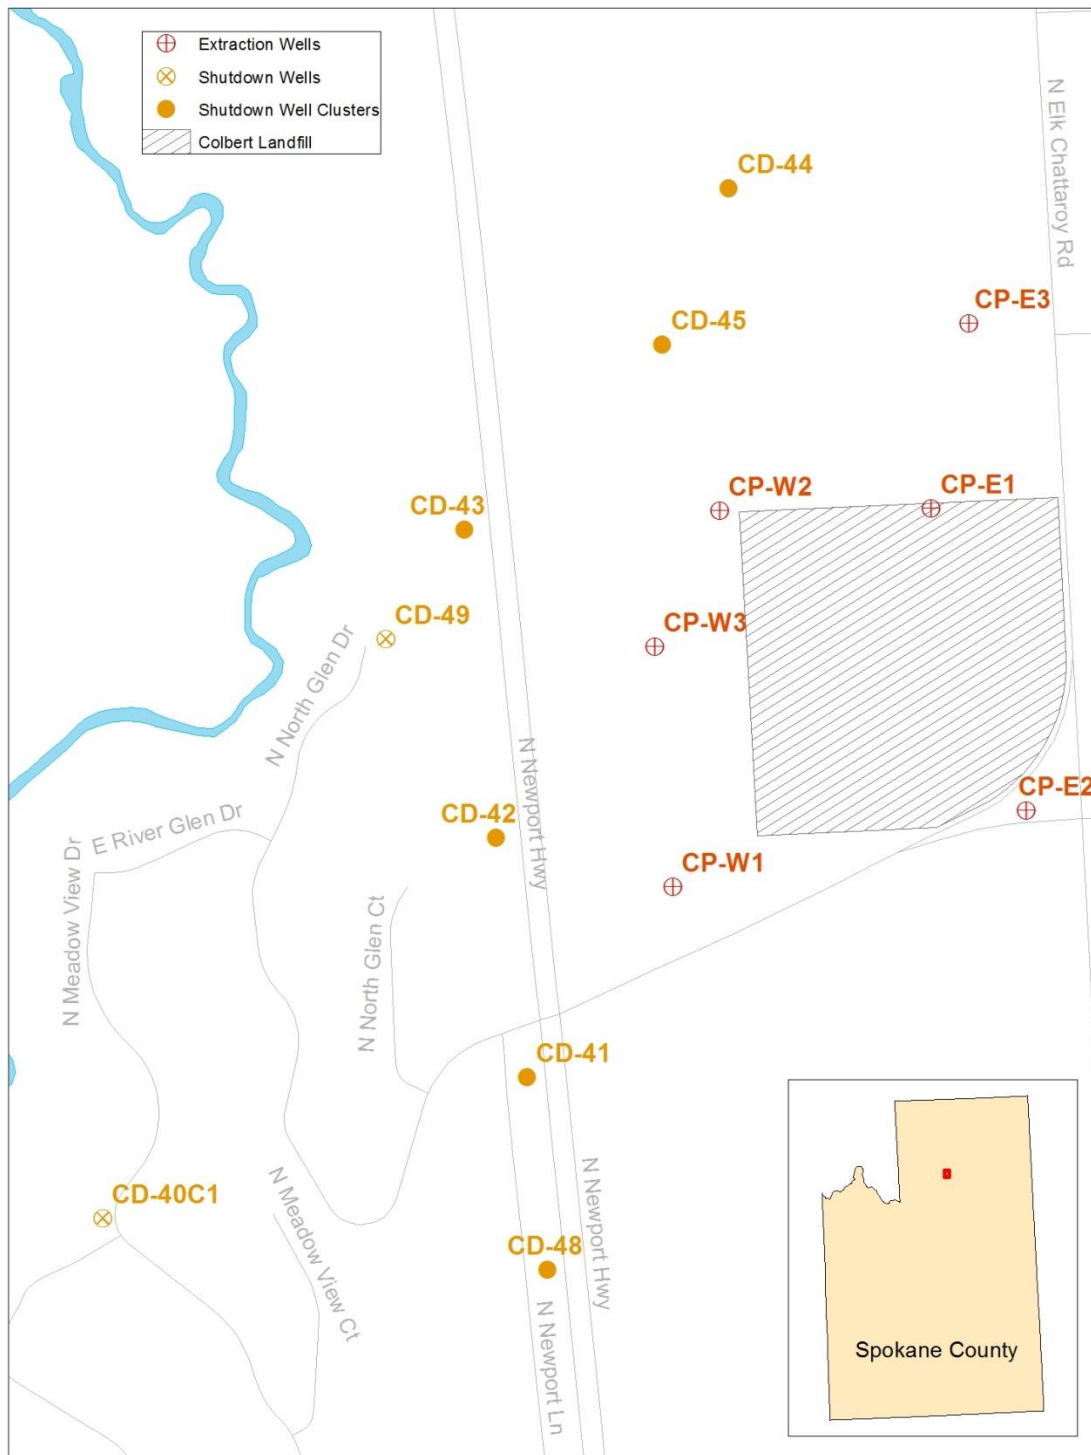 Extraction Wells
Shutdown Wells
Shutdown Well Clusters
Colbert Landfill
N Elk Chattaroy Rd
CD-44
CP-E3
CD-45
CP-W2
CP-E1
CD-43
CD-49
CP-W3
N North Glen Dr
N Newport Hwy
CP-E2
CD-42
E River Glen Dr
CP-W1
N Meadow View Dr
N North Glen Ct
CD-41
CD-40C1
N Meadow View Ct
N Newport Hwy
CD-48
N Newport Ln
Spokane County